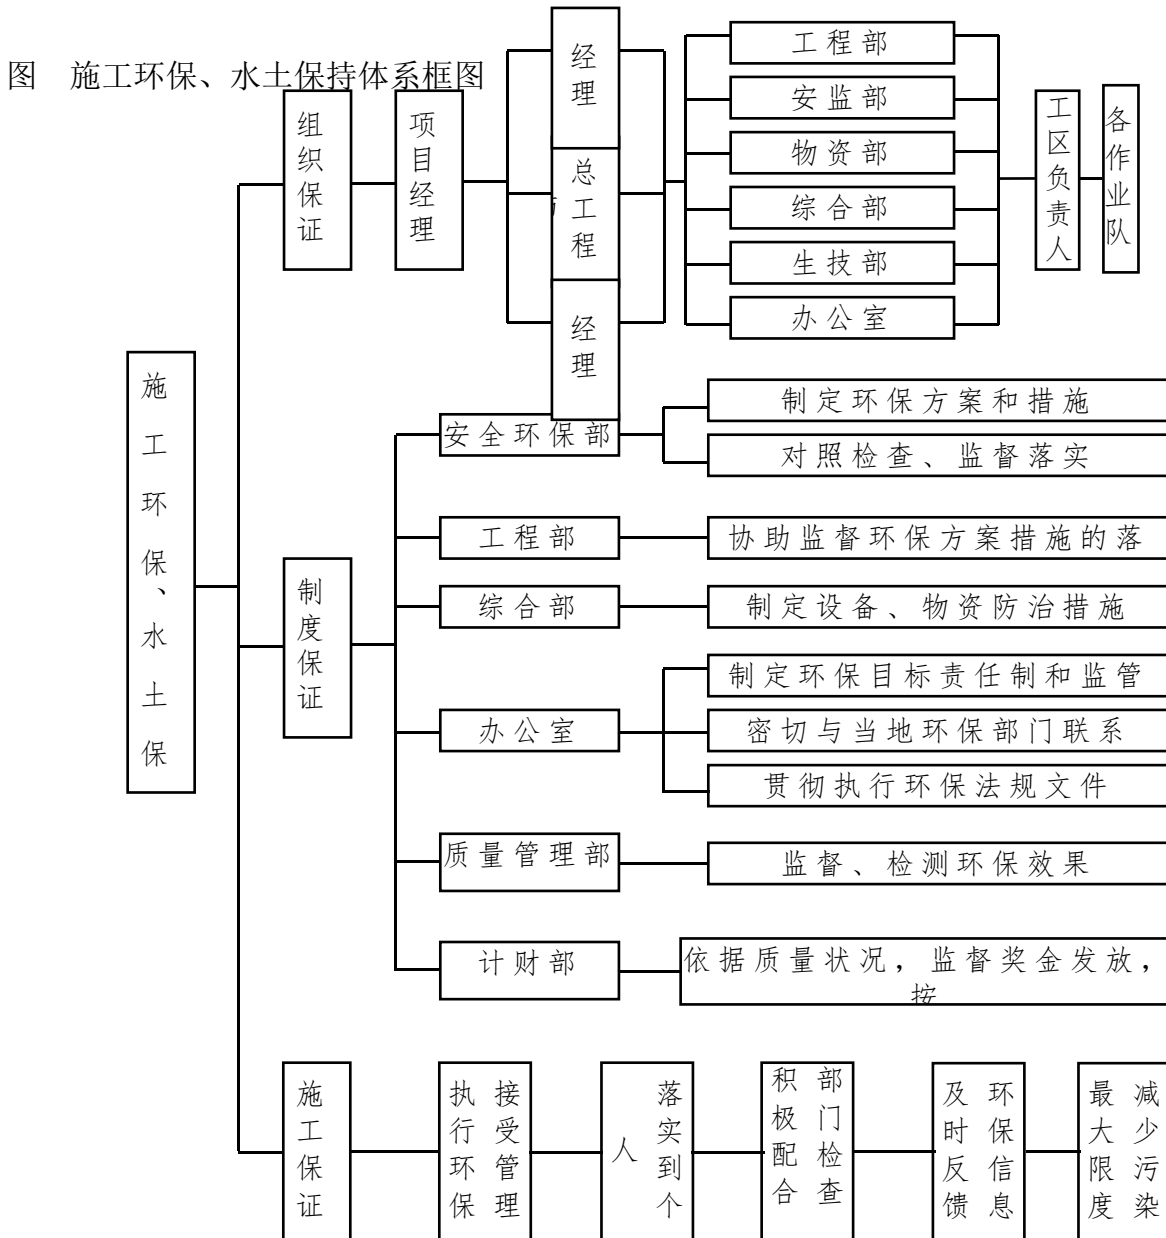 图 施工环保、水土保持体系框图
施工环保、水土保
组织保证
项目经理
经理
总工程
经理
工程部
安监部
物资部
综合部
生技部
办公室
工区负责人
各作业队
制度保证
安全环保部
制定环保方案和措施
对照检查、监督落实
工程部
协助监督环保方案措施的落
综合部
制定设备、物资防治措施
办公室
制定环保目标责任制和监管
密切与当地环保部门联系
贯彻执行环保法规文件
质量管理部
监督、检测环保效果
计财部
依据质量状况，监督奖金发放，
按
施工保证
执行环保
接受管理
落实到个
人
积极配合
部门检查
及时反馈
环保信息
最大限度
减少污染